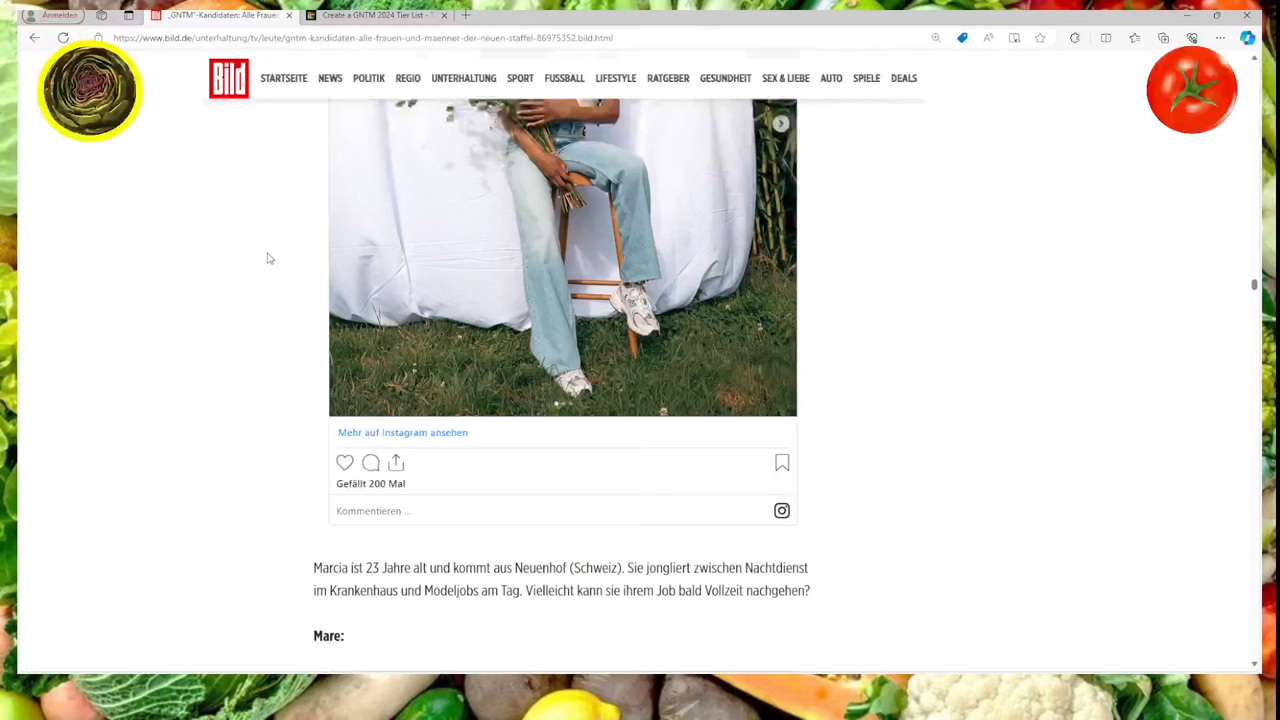 Anmelden
„GNTM“-Kandidaten: Alle Frauen
Create a GNTM 2024 Tier List - T
https://www.bild.de/unterhaltung/tv/leute/gntm-kandidaten-alle-frauen-und-maenner-der-neuen-staffel-86975352.bild.html
Bild
STARTSEITE NEWS POLITIK REGIO UNTERHALTUNG SPORT FUSSBALL LIFESTYLE RATGEBER GESUNDHEIT SEX & LIEBE AUTO SPIELE DEALS
Mehr auf Instagram ansehen
Gefällt 200 Mal
Kommentieren ...
Marcia ist 23 Jahre alt und kommt aus Neuenhof (Schweiz). Sie jongliert zwischen Nachtdienst
im Krankenhaus und Modeljobs am Tag. Vielleicht kann sie ihrem Job bald Vollzeit nachgehen?
Mare: